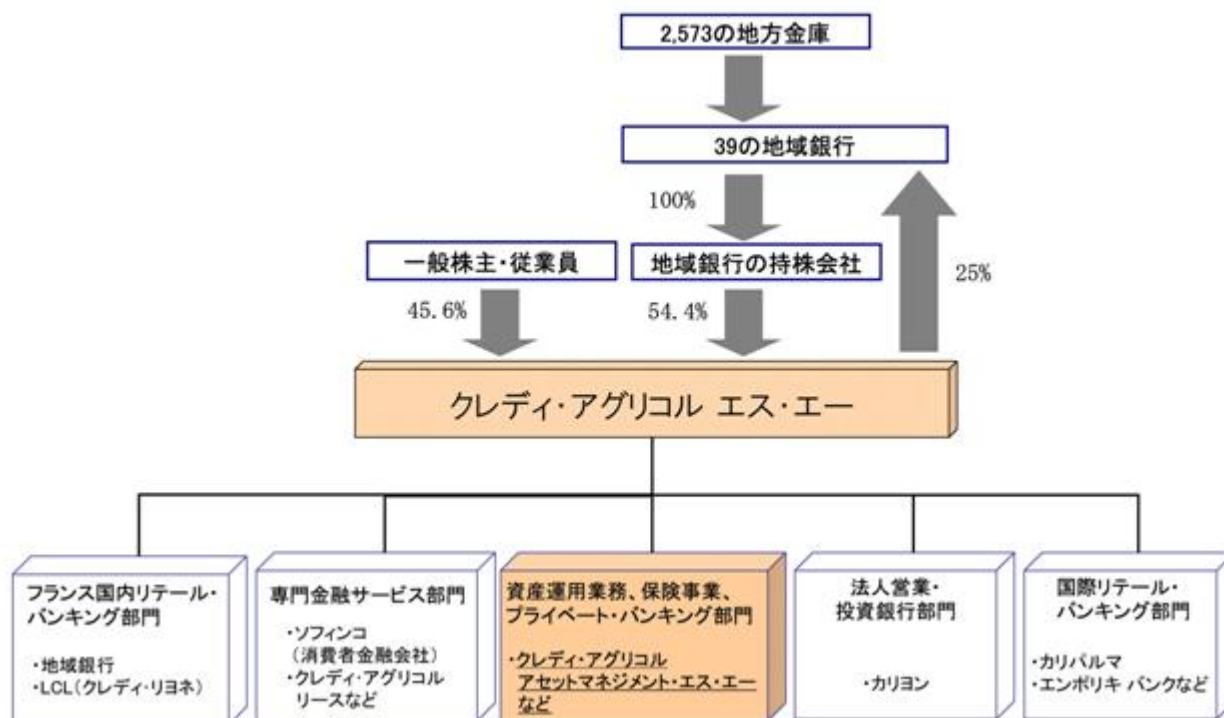 2,573の地方金庫
39の地域銀行
100%
一般株主・従業員
地域銀行の持株会社
25%
45.6%
54.4%
クレディ・アグリコル エス・エー
フランス国内リテール・
バンキング部門
・地域銀行
・LCL(クレディ・リヨネ)
専門金融サービス部門
・ソフィンコ
(消費者金融会社)
・クレディ・アグリコル
リースなど
資産運用業務、保険事業、
プライベート・バンキング部門
・クレディ・アグリコル
アセットマネジメント・エス・エー
など
法人営業・
投資銀行部門
・カリヨン
国際リテール・
バンキング部門
・カリパルマ
・エンポリキ バンクなど